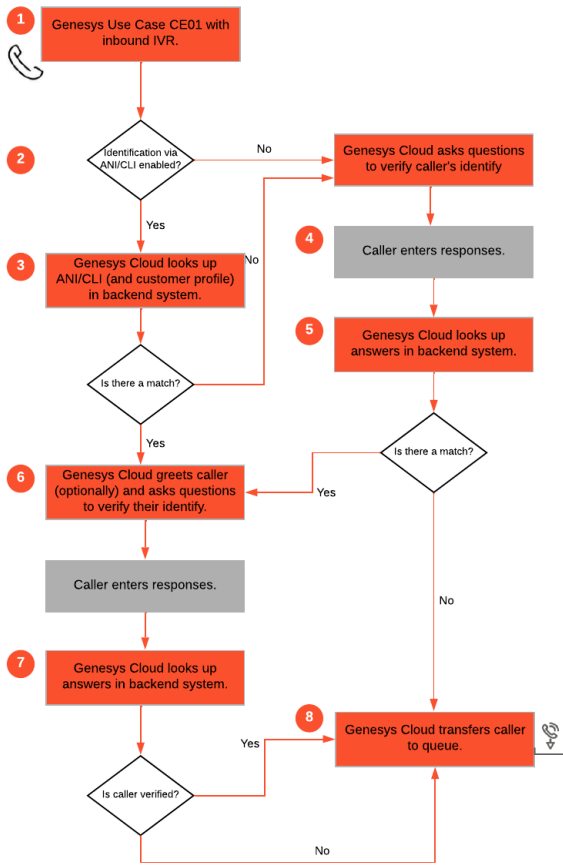 1
Genesys Use Case CE01 with
inbound IVR.
2
Identification via
ANI/CLI enabled?
No
Genesys Cloud asks questions
to verify caller's identify
Yes
3
Genesys Cloud looks up
ANI/CLI (and customer profile)
in backend system.
No
4
Caller enters responses.
5
Genesys Cloud looks up
answers in backend system.
Is there a match?
Yes
Is there a match?
Yes
6
Genesys Cloud greets caller
(optionally) and asks questions
to verify their identify.
Caller enters responses.
No
7
Genesys Cloud looks up
answers in backend system.
8
Genesys Cloud transfers caller
to queue.
Yes
Is caller verified?
No